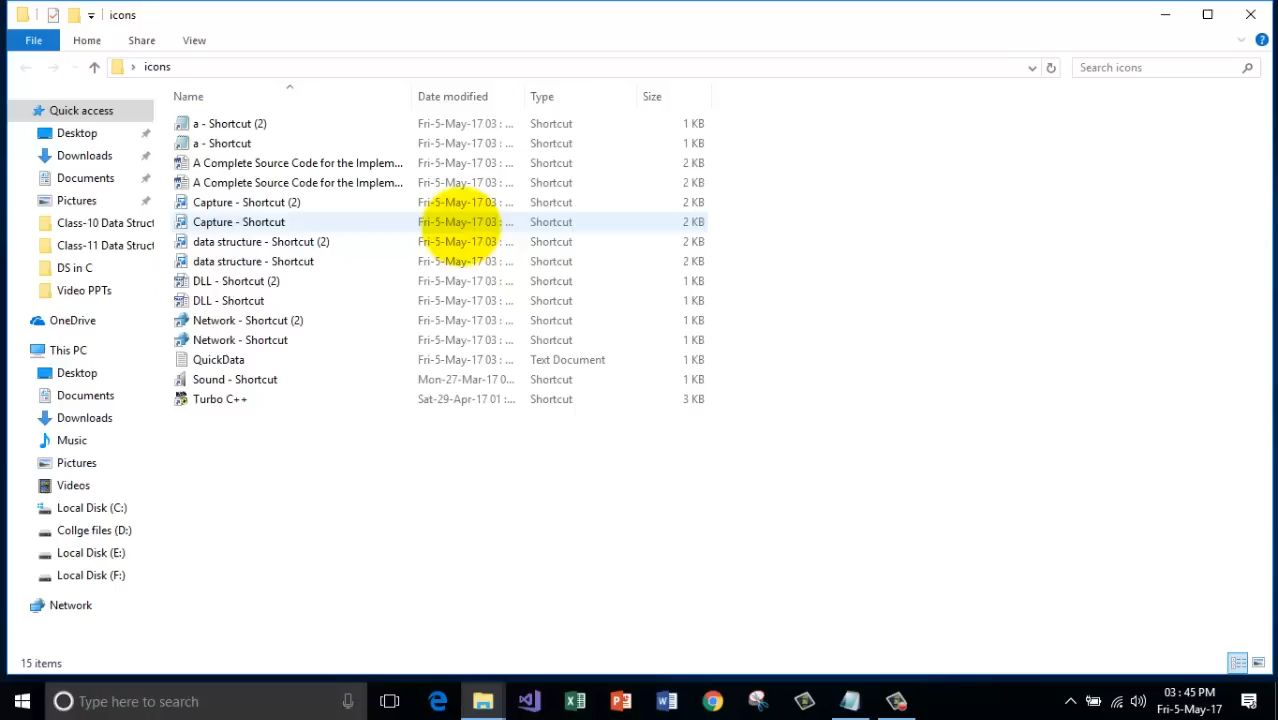 icons
File Home Share View
icons Search icons
Name Date modified Type Size
Quick access
Desktop
Downloads
Documents
Pictures
Class-10 Data Struct
Class-11 Data Struct
DS in C
Video PPTs
OneDrive
This PC
Desktop
Documents
Downloads
Music
Pictures
Videos
Local Disk (C:)
Collge files (D:)
Local Disk (E:)
Local Disk (F:)
Network
a - Shortcut (2) Fri-5-May-17 03 : ... Shortcut 1 KB
a - Shortcut Fri-5-May-17 03 : ... Shortcut 1 KB
A Complete Source Code for the Implem... Fri-5-May-17 03 : ... Shortcut 2 KB
A Complete Source Code for the Implem... Fri-5-May-17 03 : ... Shortcut 2 KB
Capture - Shortcut (2) Fri-5-May-17 03 : ... Shortcut 2 KB
Capture - Shortcut Fri-5-May-17 03 : ... Shortcut 2 KB
data structure - Shortcut (2) Fri-5-May-17 03 : ... Shortcut 2 KB
data structure - Shortcut Fri-5-May-17 03 : ... Shortcut 2 KB
DLL - Shortcut (2) Fri-5-May-17 03 : ... Shortcut 1 KB
DLL - Shortcut Fri-5-May-17 03 : ... Shortcut 1 KB
Network - Shortcut (2) Fri-5-May-17 03 : ... Shortcut 1 KB
Network - Shortcut Fri-5-May-17 03 : ... Shortcut 1 KB
QuickData Fri-5-May-17 03 : ... Text Document 1 KB
Sound - Shortcut Mon-27-Mar-17 0... Shortcut 1 KB
Turbo C++ Sat-29-Apr-17 01 :... Shortcut 3 KB
15 items
Type here to search
03 : 45 PM
Fri-5-May-17